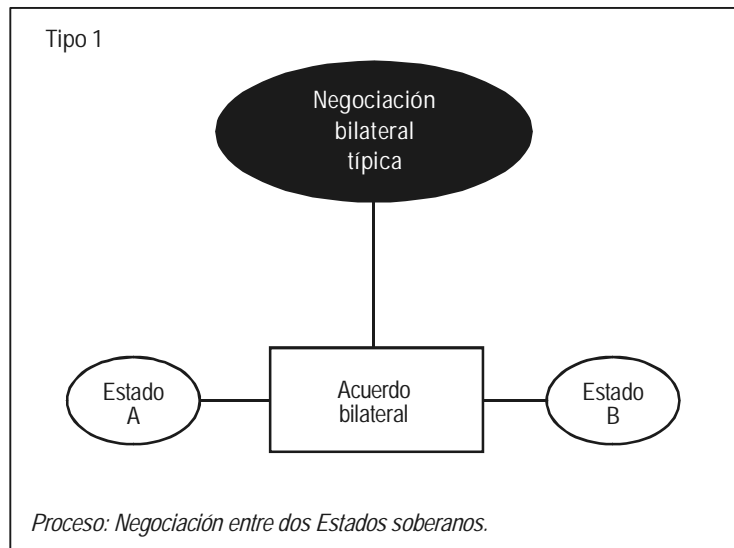 Tipo 1
Negociación
bilateral
típica
Estado
A
Acuerdo
bilateral
Estado
B
Proceso: Negociación entre dos Estados soberanos.